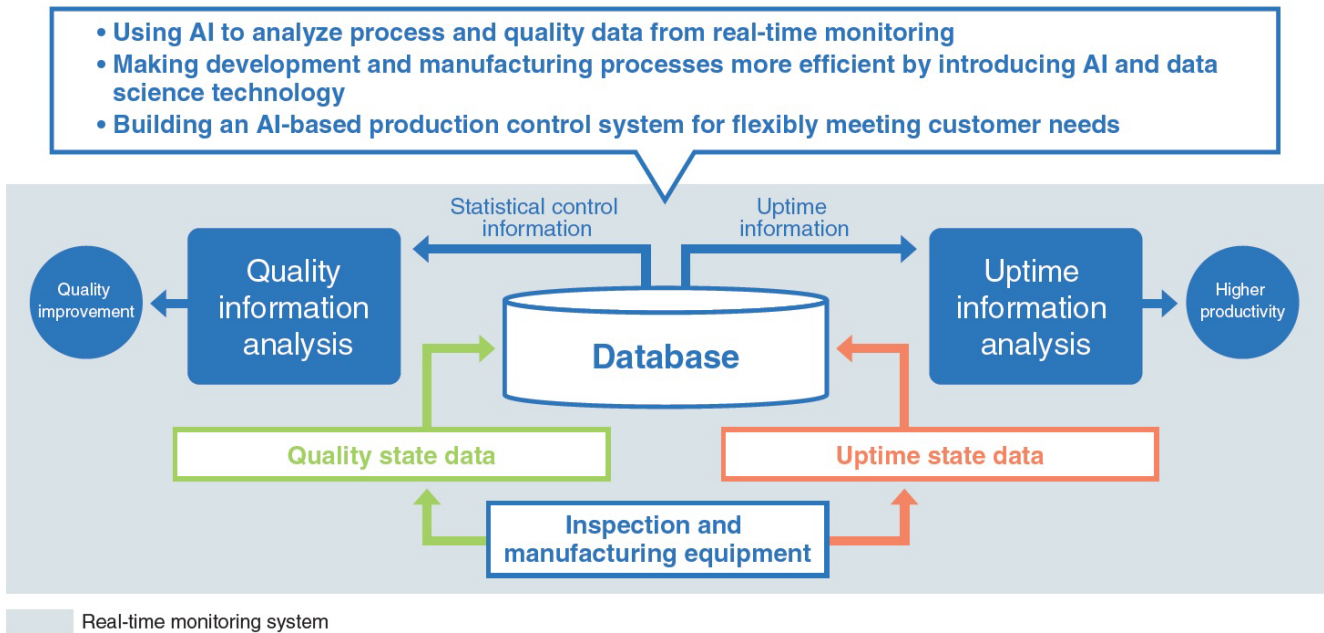 • Using AI to analyze process and quality data from real-time monitoring
• Making development and manufacturing processes more efficient by introducing AI and data
science technology
• Building an AI-based production control system for flexibly meeting customer needs
Statistical control
information
Uptime
information
Quality
improvement
Quality
information
analysis
Database
Uptime
information
analysis
Higher
productivity
Quality state data
Uptime state data
Inspection and
manufacturing equipment
Real-time monitoring system